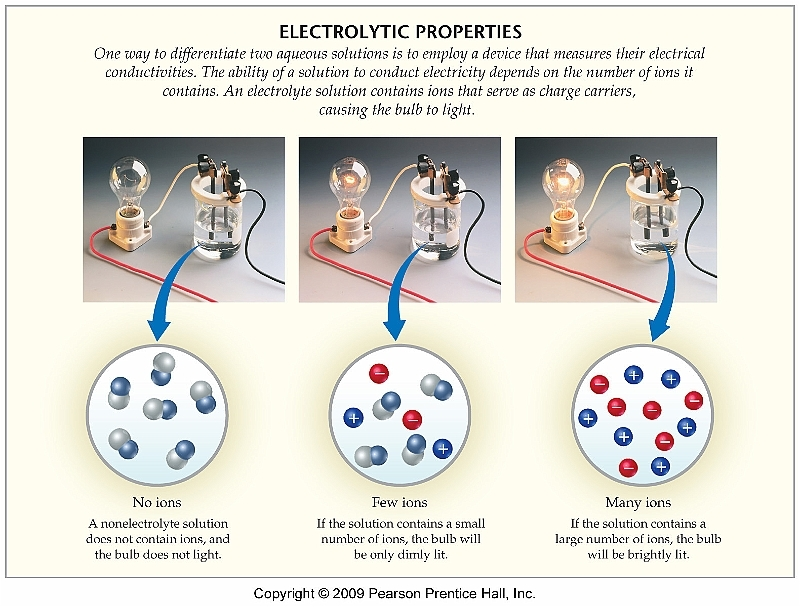 ELECTROLYTIC PROPERTIES
One way to differentiate two aqueous solutions is to employ a device that measures their electrical
conductivities. The ability of a solution to conduct electricity depends on the number of ions it
contains. An electrolyte solution contains ions that serve as charge carriers,
causing the bulb to light.
No ions
A nonelectrolyte solution
does not contain ions, and
the bulb does not light.
− + − +
Few ions
If the solution contains a small
number of ions, the bulb will
be only dimly lit.
− + + + − − − + + − − +
Many ions
If the solution contains a
large number of ions, the bulb
will be brightly lit.
Copyright © 2009 Pearson Prentice Hall, Inc.